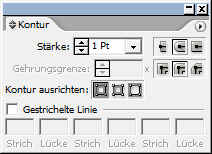 Kontur
Stärke: 1 Pt
Gehrungsgrenze: x
Kontur ausrichten:
Gestrichelte Linie
Strich Lücke Strich Lücke Strich Lücke